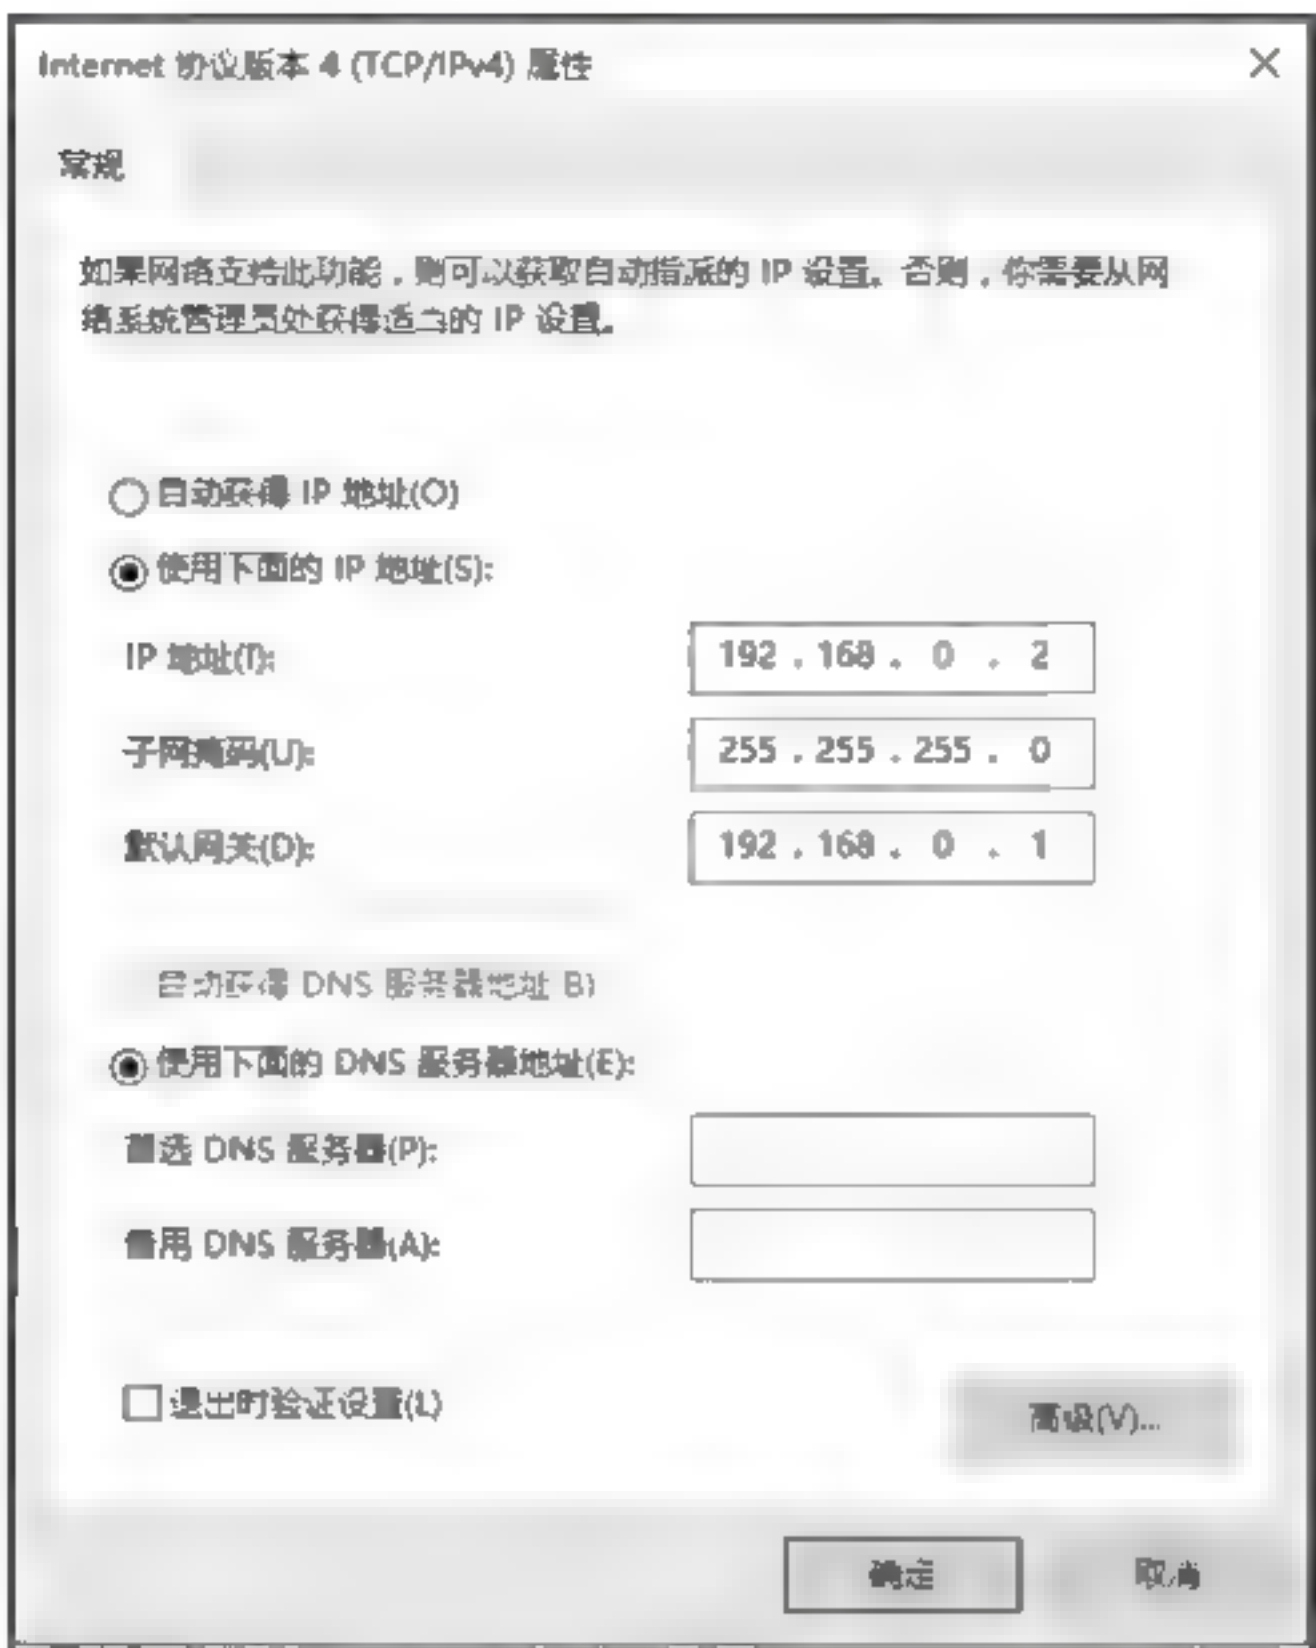 Internet 协议版本 4 (TCP/IPv4) 属性
常规
如果网络支持此功能，则可以获取自动指派的 IP 设置。否则，你需要从网
络系统管理员处获得适当的 IP 设置。
自动获得 IP 地址(O)
使用下面的 IP 地址(S):
IP 地址(I):
192 . 168 . 0 . 2
子网掩码(U):
255 . 255 . 255 . 0
默认网关(D):
192 . 168 . 0 . 1
自动获得 DNS 服务器地址 B)
使用下面的 DNS 服务器地址(E):
首选 DNS 服务器(P):
备用 DNS 服务器(A):
退出时验证设置(L)
高级(V)...
确定
取消